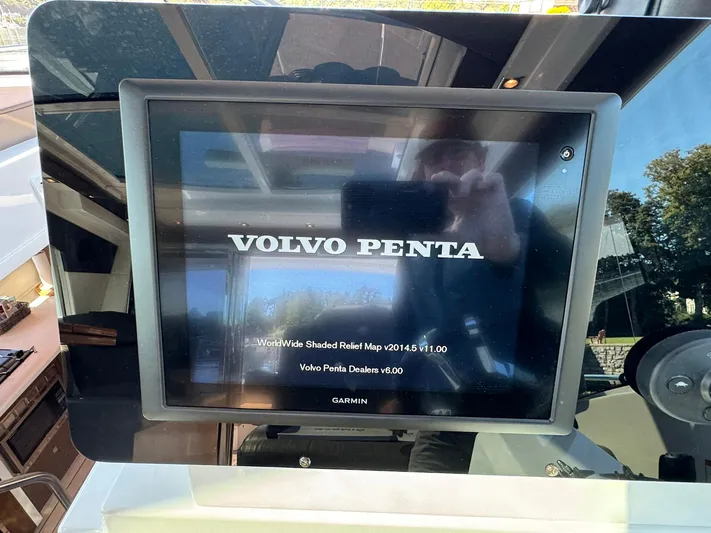 VOLVO PENTA
WorldWide Shaded Relief Map v2014.5 v11.00
Volvo Penta Dealers v6.00
GARMIN